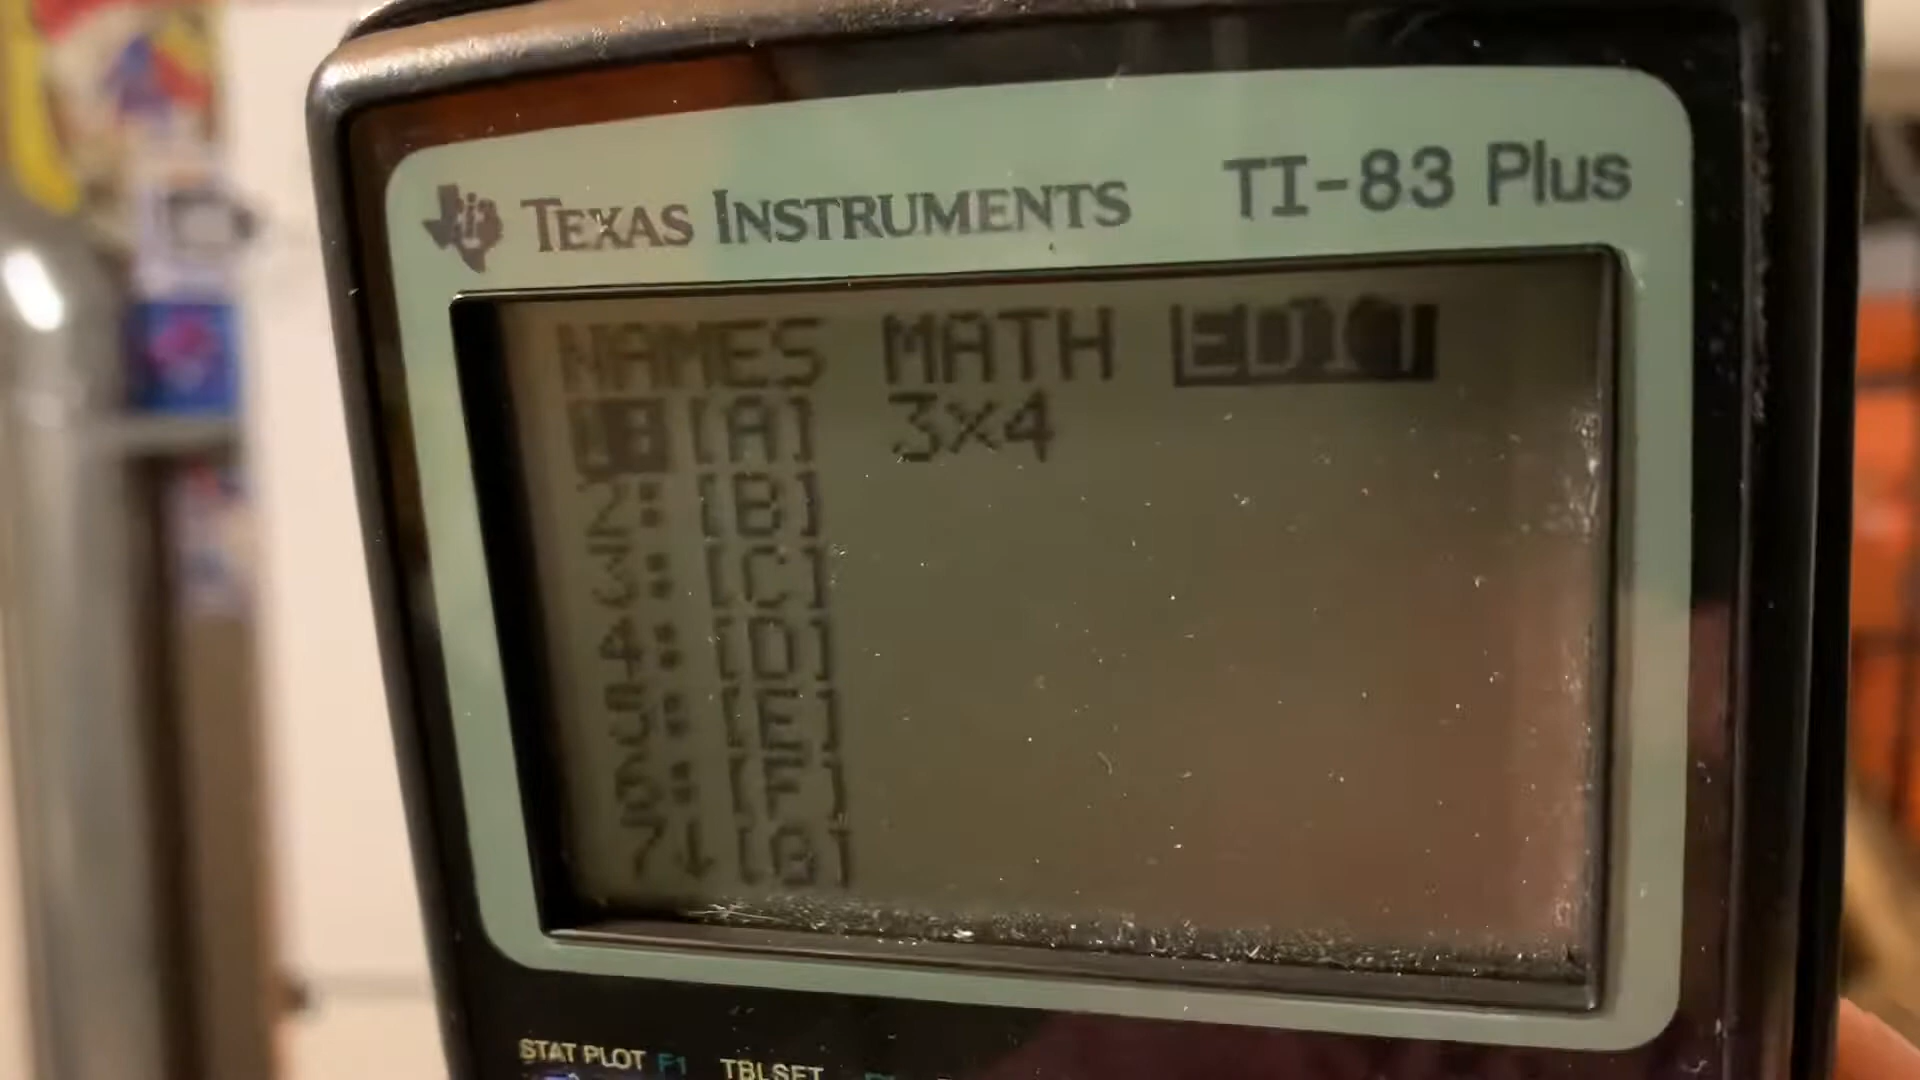 TEXAS INSTRUMENTS TI-83 Plus
NAMES MATH EDIT
1:[A] 3×4
2:[B]
3:[C]
4:[D]
5:[E]
6:[F]
7↓[G]
STAT PLOT F1 TBLSET